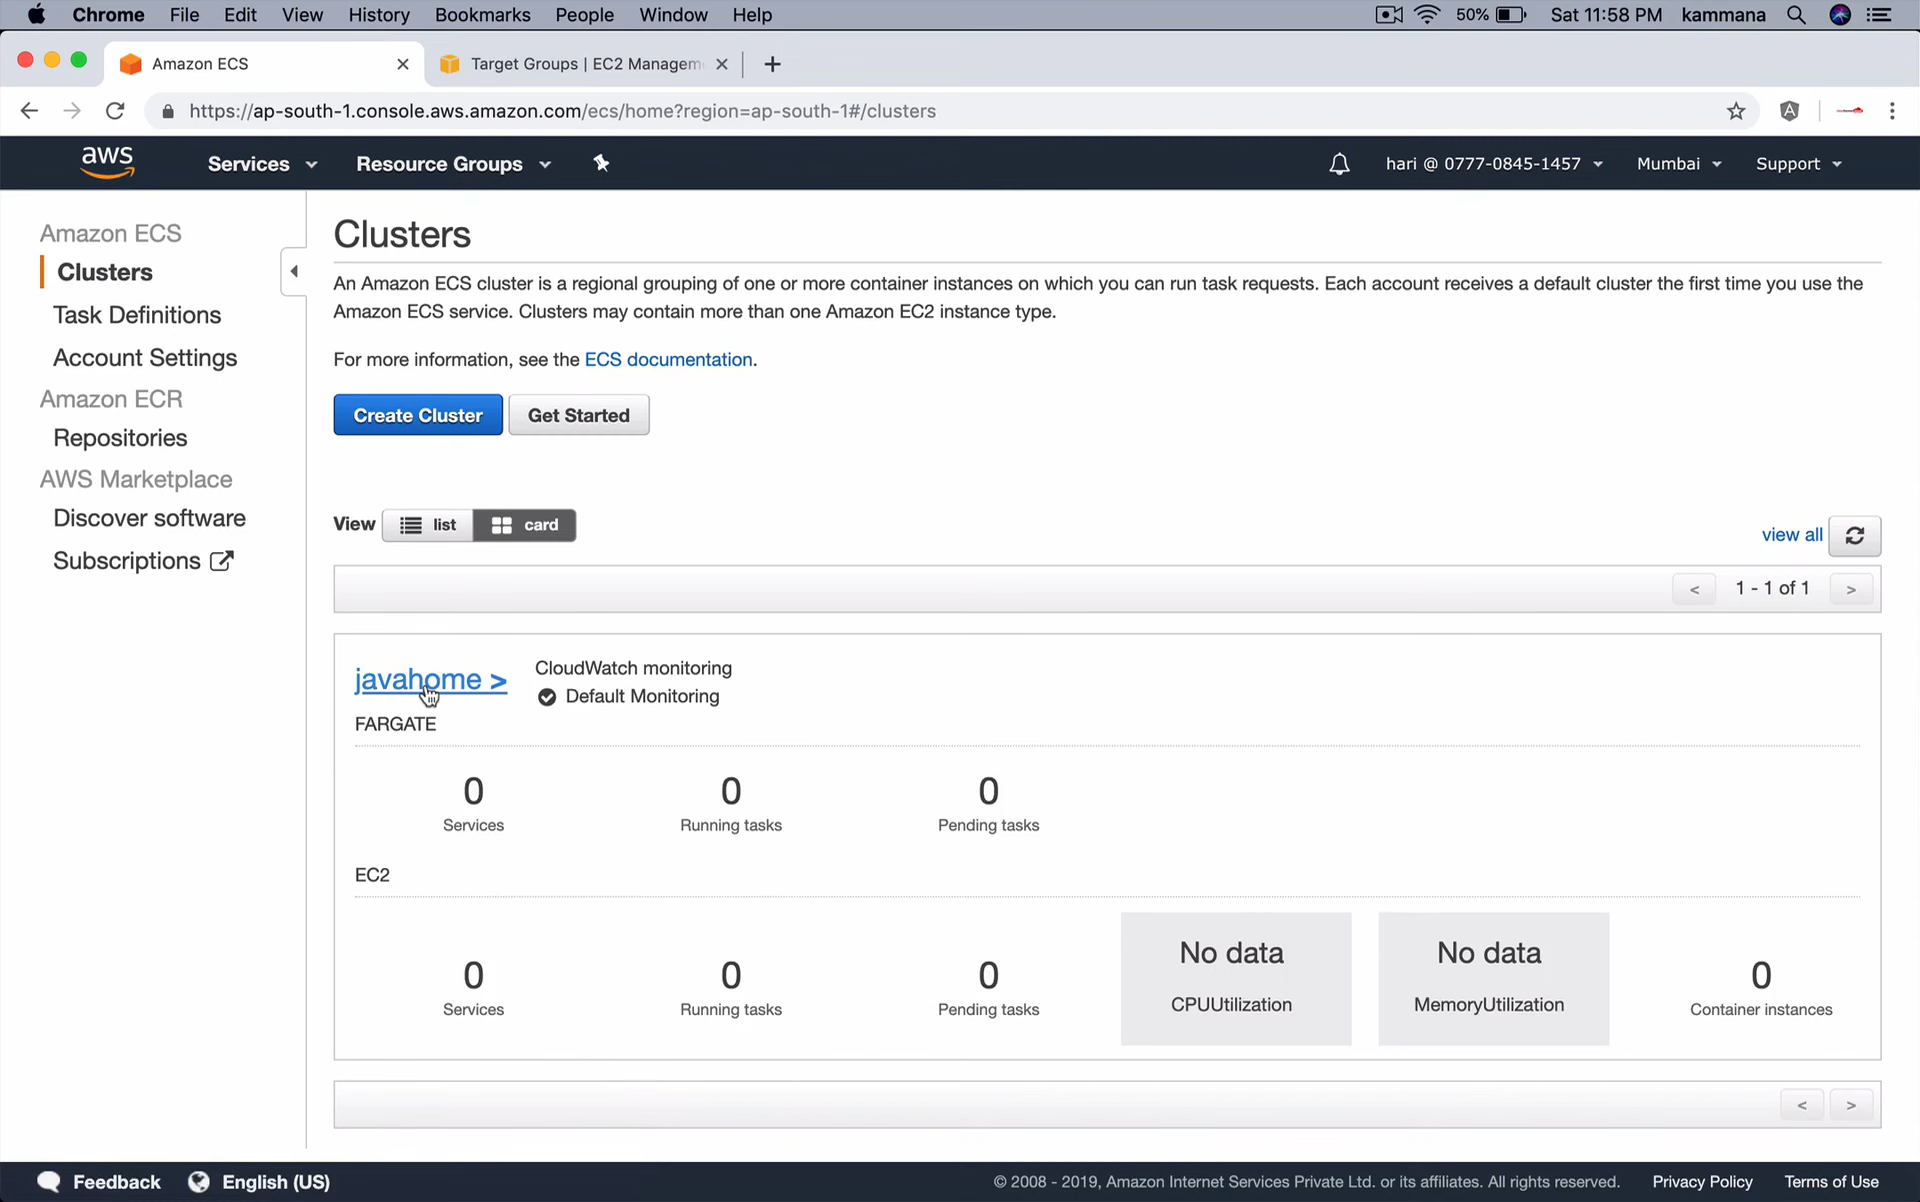 Chrome File Edit View History Bookmarks People Window Help 50% Sat 11:58 PM kammana
Amazon ECS Target Groups | EC2 Managem
https://ap-south-1.console.aws.amazon.com/ecs/home?region=ap-south-1#/clusters
aws Services Resource Groups hari @ 0777-0845-1457 Mumbai Support
Amazon ECS
Clusters
Task Definitions
Account Settings
Amazon ECR
Repositories
AWS Marketplace
Discover software
Subscriptions
Clusters
An Amazon ECS cluster is a regional grouping of one or more container instances on which you can run task requests. Each account receives a default cluster the first time you use the
Amazon ECS service. Clusters may contain more than one Amazon EC2 instance type.
For more information, see the ECS documentation.
Create Cluster Get Started
View list card view all
< 1 - 1 of 1 >
javahome > CloudWatch monitoring
Default Monitoring
FARGATE
0 0 0
Services Running tasks Pending tasks
EC2
0 0 0 No data No data 0
Services Running tasks Pending tasks CPUUtilization MemoryUtilization Container instances
< >
Feedback English (US) © 2008 - 2019, Amazon Internet Services Private Ltd. or its affiliates. All rights reserved. Privacy Policy Terms of Use